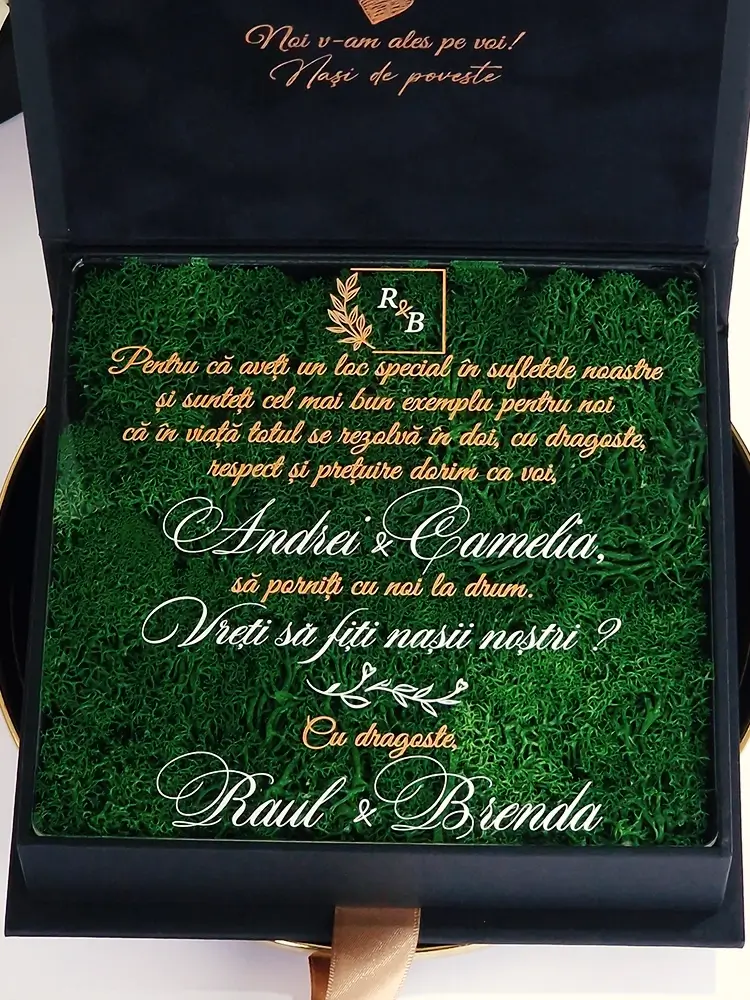 Noi v-am ales pe voi!
Nași de poveste
R & B
Pentru că aveți un loc special în sufletele noastre
și sunteți cel mai bun exemplu pentru noi
că în viață totul se rezolvă în doi, cu dragoste,
respect și prețuire dorim ca voi,
Andrei & Camelia,
să porniți cu noi la drum.
Vreți să fiți nașii noștri ?
Cu dragoste,
Raul & Brenda